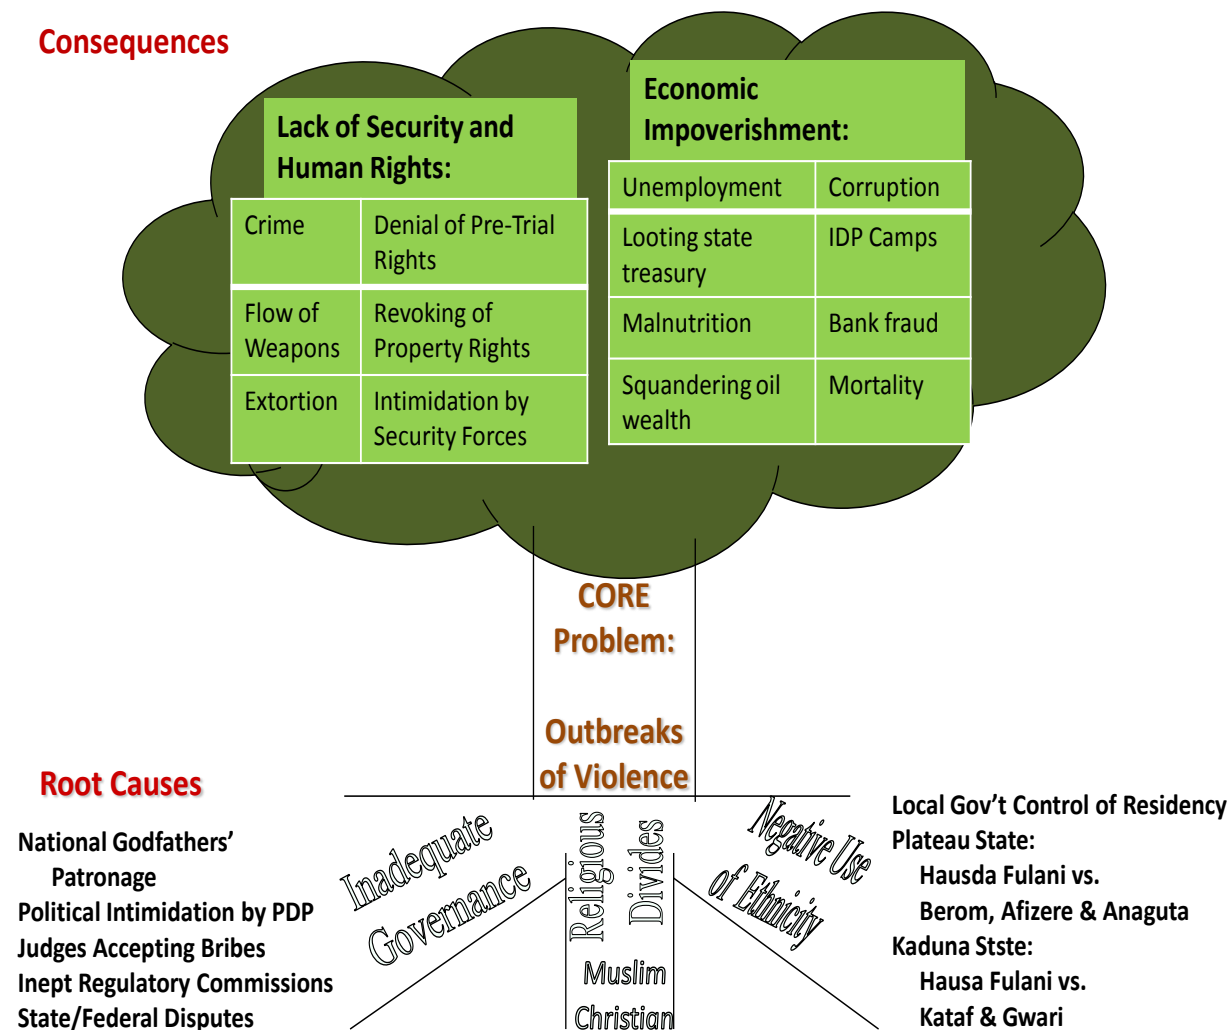 Consequences
Lack of Security and
Human Rights:
Crime
Denial of Pre-Trial
Rights
Flow of
Weapons
Revoking of
Property Rights
Extortion
Intimidation by
Security Forces
Economic
Impoverishment:
Unemployment
Corruption
Looting state
treasury
IDP Camps
Malnutrition
Bank fraud
Squandering oil
wealth
Mortality
CORE
Problem:
Outbreaks
of Violence
Root Causes
National Godfathers’
Patronage
Political Intimidation by PDP
Judges Accepting Bribes
Inept Regulatory Commissions
State/Federal Disputes
Inadequate
Governance
Religious
Divides
Muslim
Christian
Negative Use
of Ethnicity
Local Gov’t Control of Residency
Plateau State:
Hausda Fulani vs.
Berom, Afizere & Anaguta
Kaduna Stste:
Hausa Fulani vs.
Kataf & Gwari